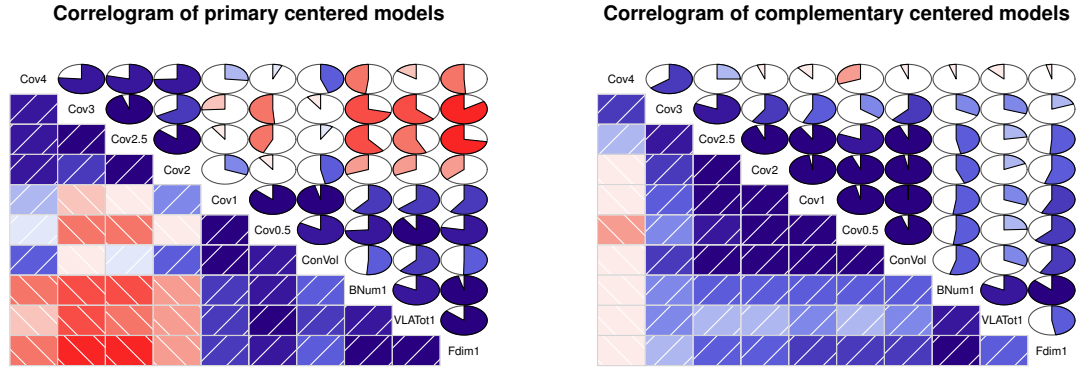 Correlogram of primary centered models
Cov4
Cov3
Cov2.5
Cov2
Cov1
Cov0.5
ConVol
BNum1
VLATot1
Fdim1
Correlogram of complementary centered models
Cov4
Cov3
Cov2.5
Cov2
Cov1
Cov0.5
ConVol
BNum1
VLATot1
Fdim1